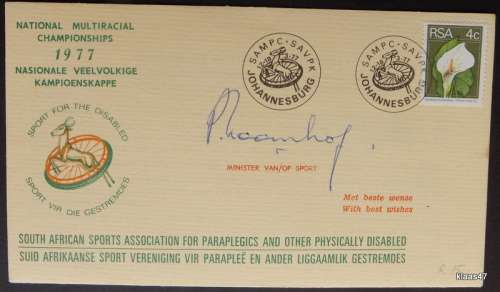 NATIONAL MULTIRACIAL
CHAMPIONSHIPS
1977
NASIONALE VEELVOLKIGE
KAMPIOENSKAPPE
SPORT FOR THE DISABLED
SPORT VIR DIE GESTREMDES
SAMPC · SAVPK
JOHANNESBURG
SAMPC · SAVPK
JOHANNESBURG
RSA 4c
MINISTER VAN/OF SPORT
Met beste wense
With best wishes
SOUTH AFRICAN SPORTS ASSOCIATION FOR PARAPLEGICS AND OTHER PHYSICALLY DISABLED
SUID AFRIKAANSE SPORT VERENIGING VIR PARAPLEË EN ANDER LIGGAAMLIK GESTREMDES
klaas47